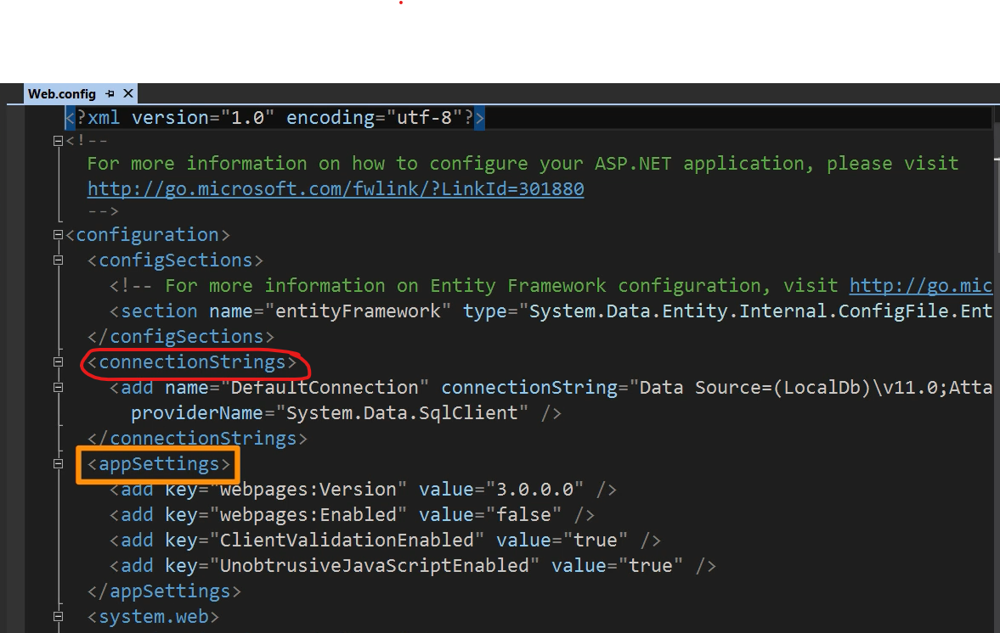 Web.config
<?xml version="1.0" encoding="utf-8"?>
<!--
For more information on how to configure your ASP.NET application, please visit
http://go.microsoft.com/fwlink/?LinkId=301880
-->
<configuration>
<configSections>
<!-- For more information on Entity Framework configuration, visit http://go.mic
<section name="entityFramework" type="System.Data.Entity.Internal.ConfigFile.Ent
</configSections>
<connectionStrings>
<add name="DefaultConnection" connectionString="Data Source=(LocalDb)\v11.0;Atta
providerName="System.Data.SqlClient" />
</connectionStrings>
<appSettings>
<add key="webpages:Version" value="3.0.0.0" />
<add key="webpages:Enabled" value="false" />
<add key="ClientValidationEnabled" value="true" />
<add key="UnobtrusiveJavaScriptEnabled" value="true" />
</appSettings>
<system.web>